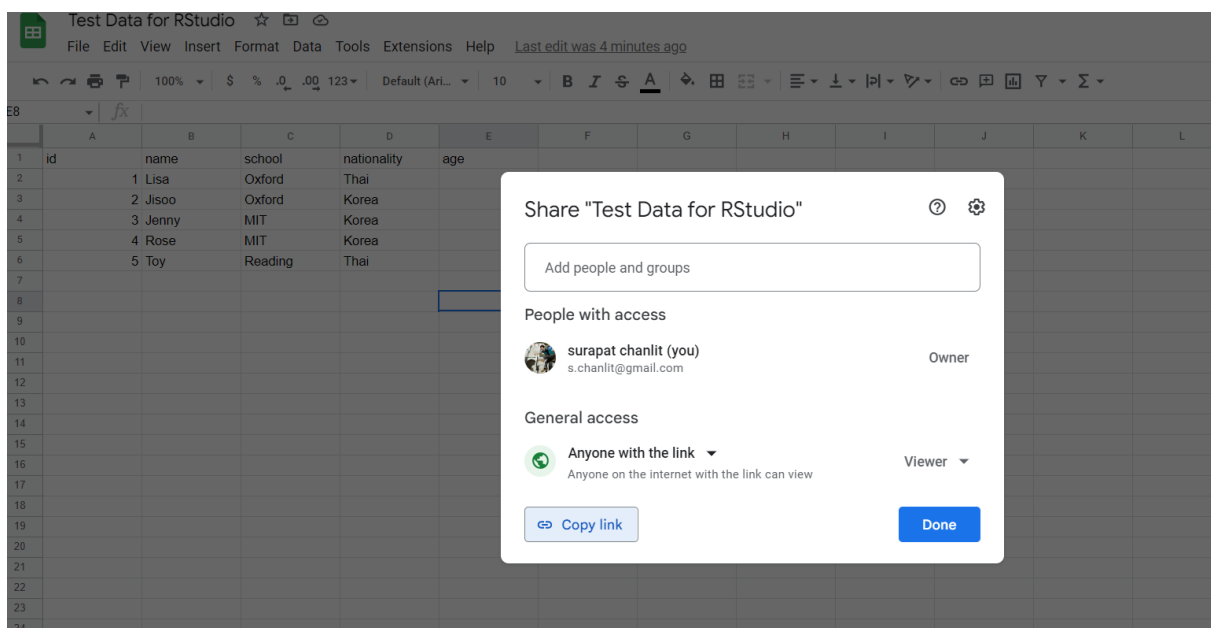 Test Data for RStudio
File Edit View Insert Format Data Tools Extensions Help Last edit was 4 minutes ago
100% $ % .0 .00 123 Default (Ari... 10 B I S A
E8 fx
A B C D E F G H I J K L
1 id name school nationality age
2 1 Lisa Oxford Thai
3 2 Jisoo Oxford Korea
4 3 Jenny MIT Korea
5 4 Rose MIT Korea
6 5 Toy Reading Thai
7
8
9
10
11
12
13
14
15
16
17
18
19
20
21
22
23
24
Share "Test Data for RStudio"
Add people and groups
People with access
surapat chanlit (you)
s.chanlit@gmail.com
Owner
General access
Anyone with the link
Anyone on the internet with the link can view
Viewer
Copy link
Done